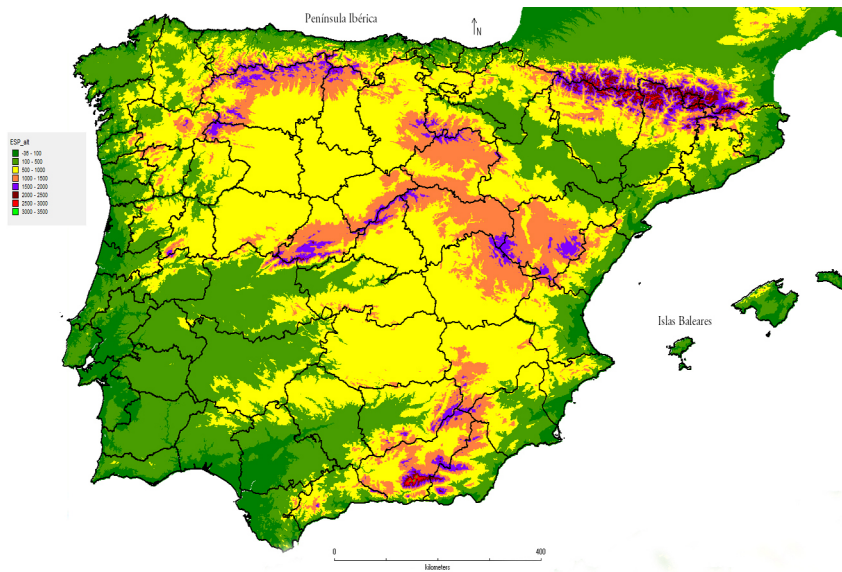 Península Ibérica
N
ESP_alt
-35 - 100
100 - 500
500 - 1000
1000 - 1500
1500 - 2000
2000 - 2500
2500 - 3000
3000 - 3500
Islas Baleares
0 400
kilometers